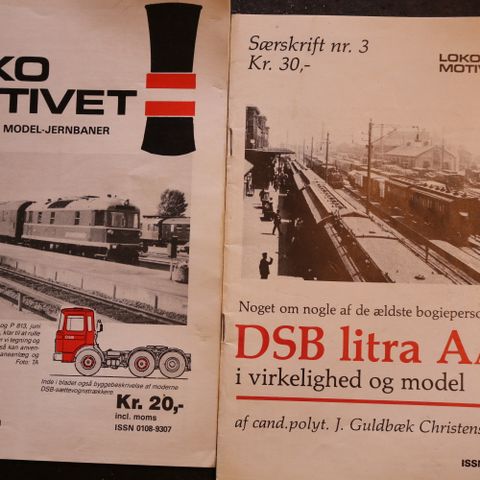 KO
TIVET
MODEL-JERNBANER
og P 813, juni
klar til at rulle
er vi tegning og
så kan anven-
Foto: TA
Inde i bladet også byggebeskrivelse af moderne
DSB-sættevognstrækkere
Kr. 20,-
incl. moms
ISSN 0108-9307
Særskrift nr. 3
Kr. 30,-
LOKO
MOTIV
Noget om nogle af de ældste bogieperso
DSB litra AA
i virkelighed og model
af cand.polyt. J. Guldbæk Christens
ISSN